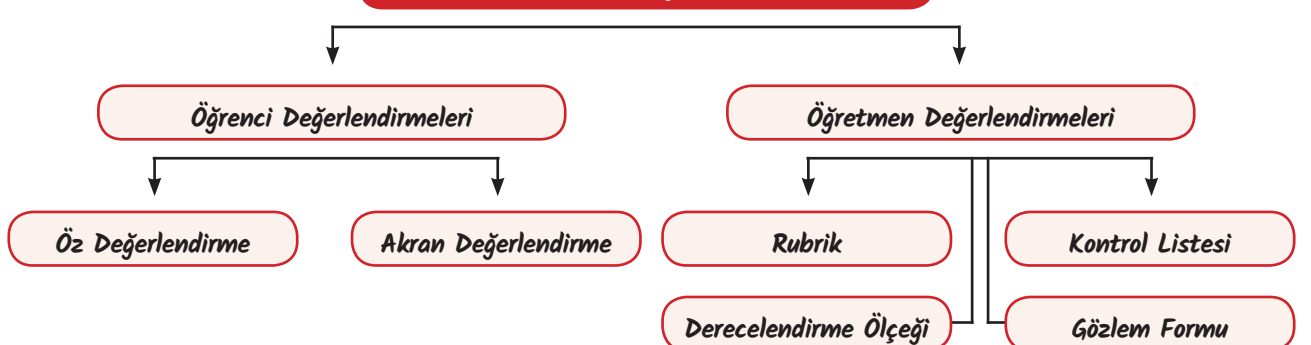 Öğrenci Değerlendirmeleri
Öğretmen Değerlendirmeleri
Öz Değerlendirme
Akran Değerlendirme
Rubrik
Kontrol Listesi
Derecelendirme Ölçeği
Gözlem Formu